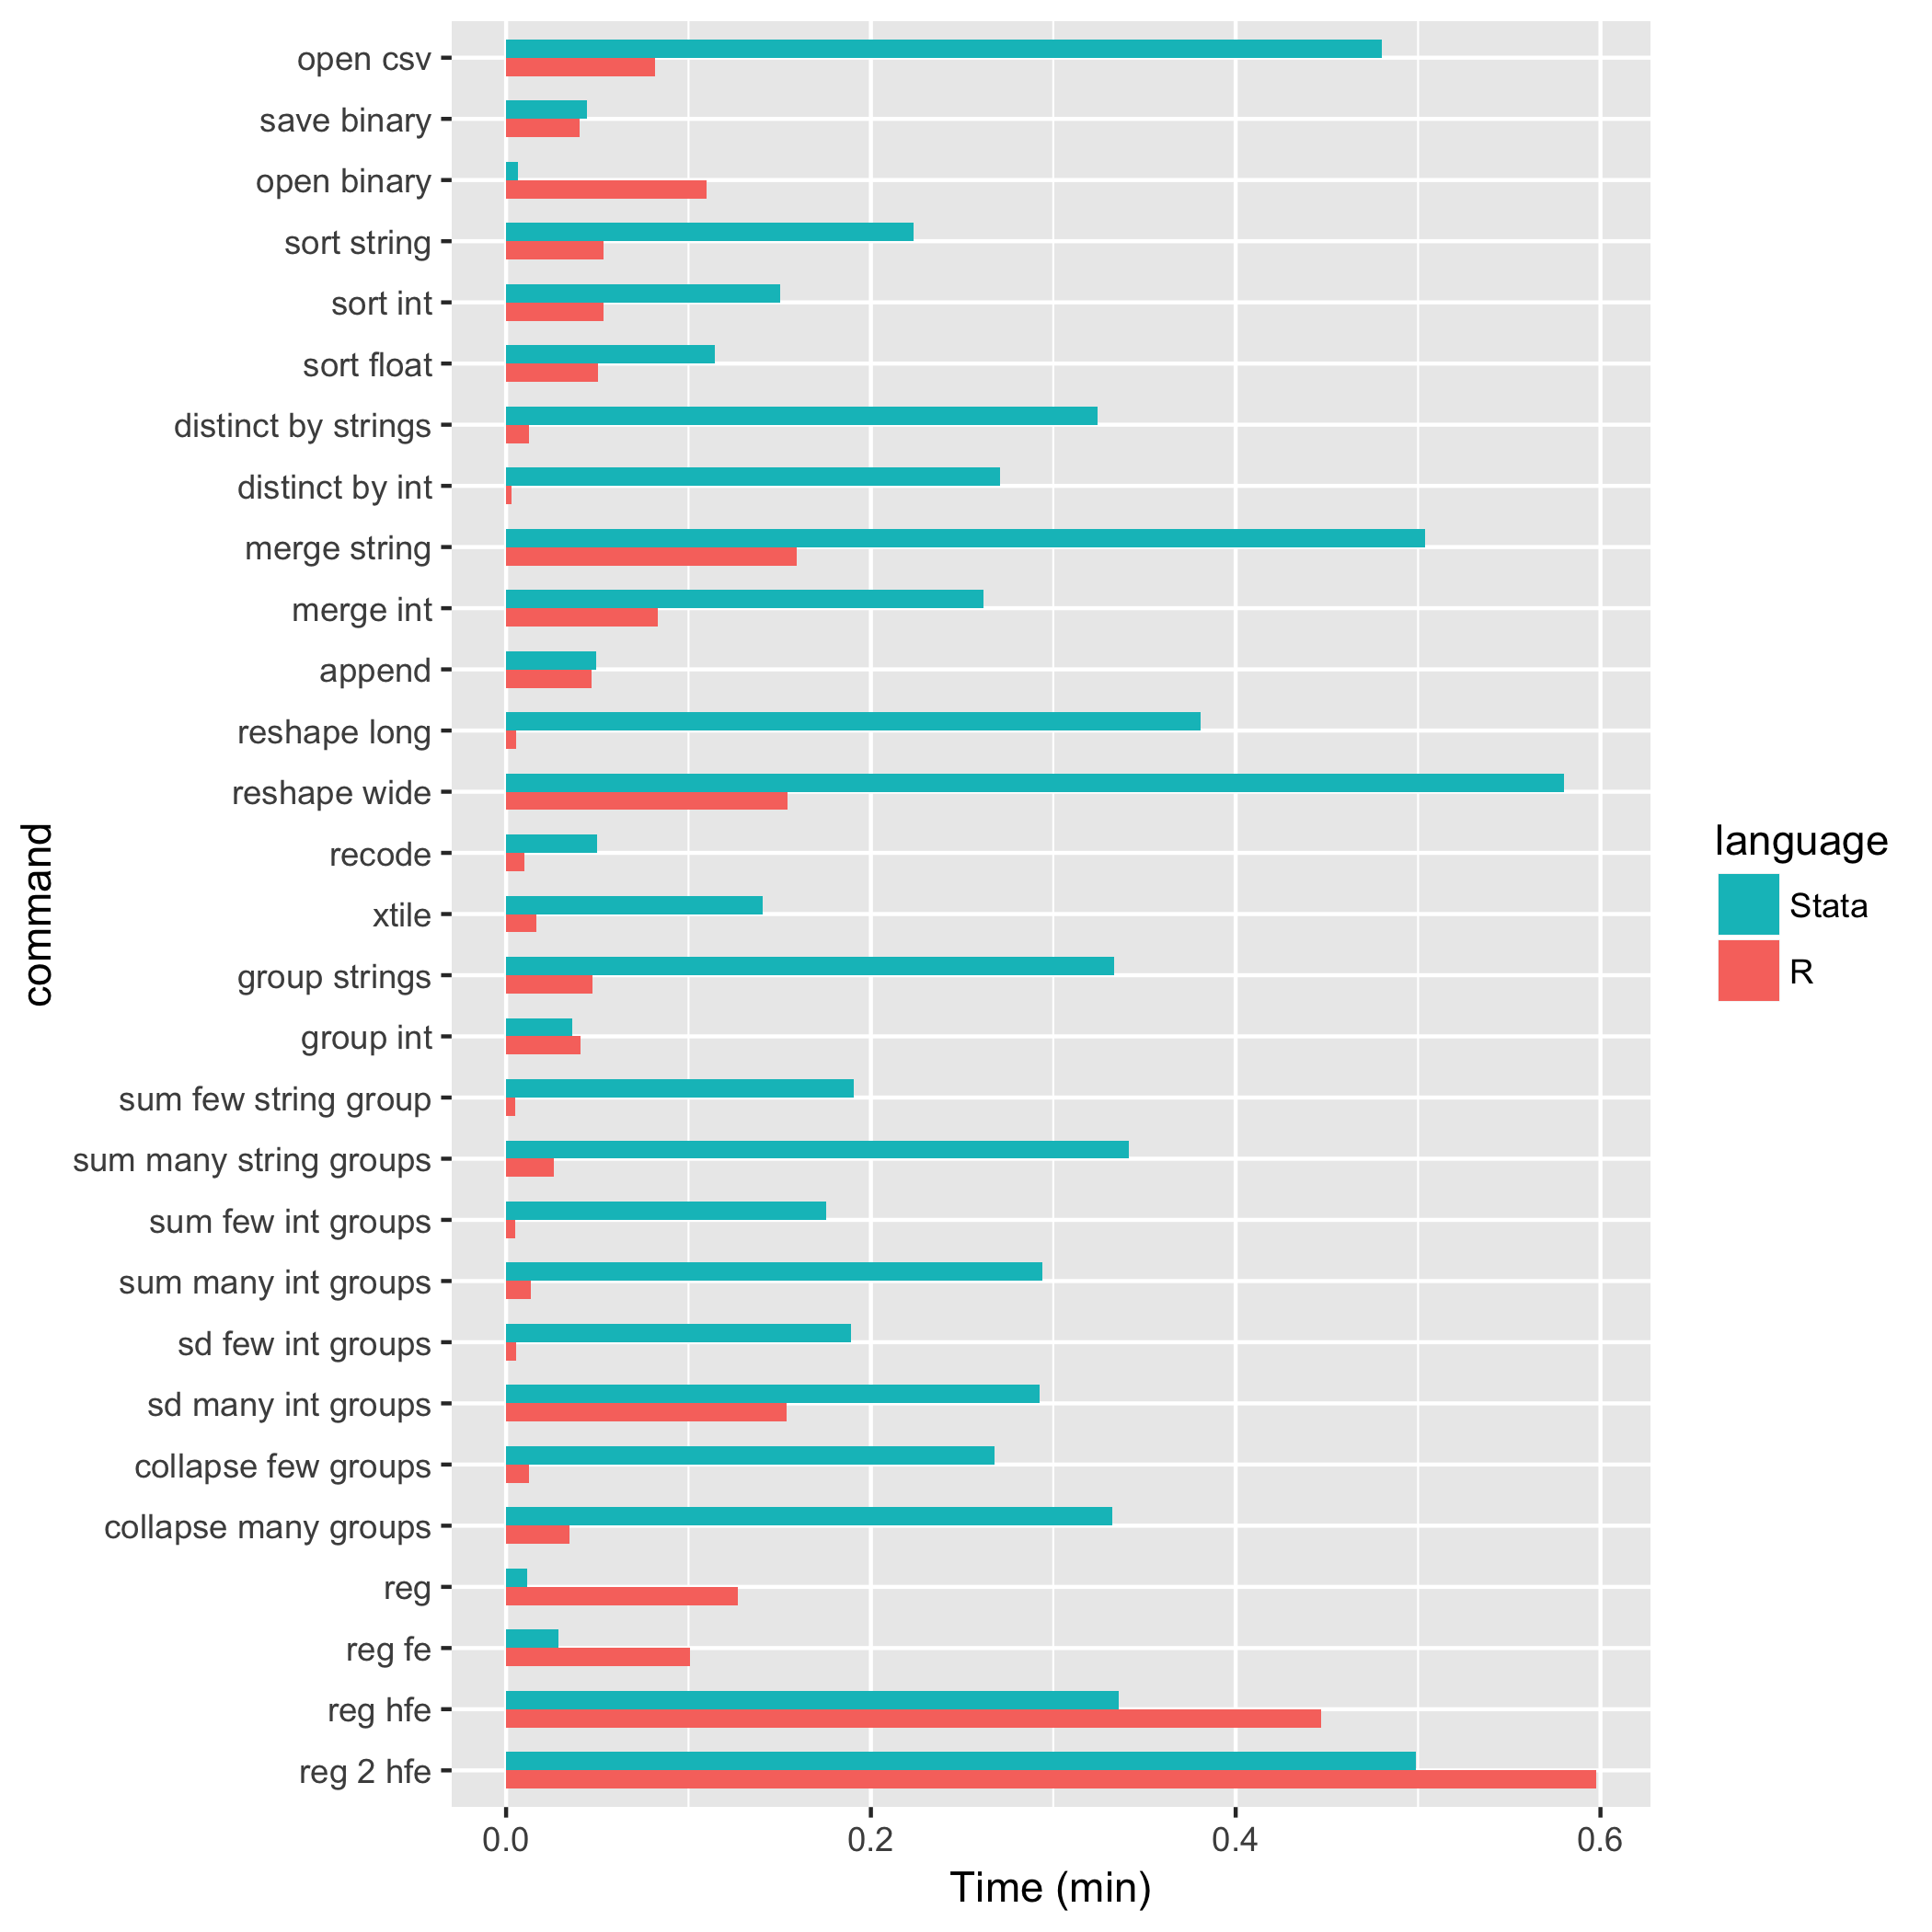 open csv
save binary
open binary
sort string
sort int
sort float
distinct by strings
distinct by int
merge string
merge int
append
reshape long
reshape wide
recode
xtile
group strings
group int
sum few string group
sum many string groups
sum few int groups
sum many int groups
sd few int groups
sd many int groups
collapse few groups
collapse many groups
reg
reg fe
reg hfe
reg 2 hfe
command
0.0 0.2 0.4 0.6
Time (min)
language
Stata
R